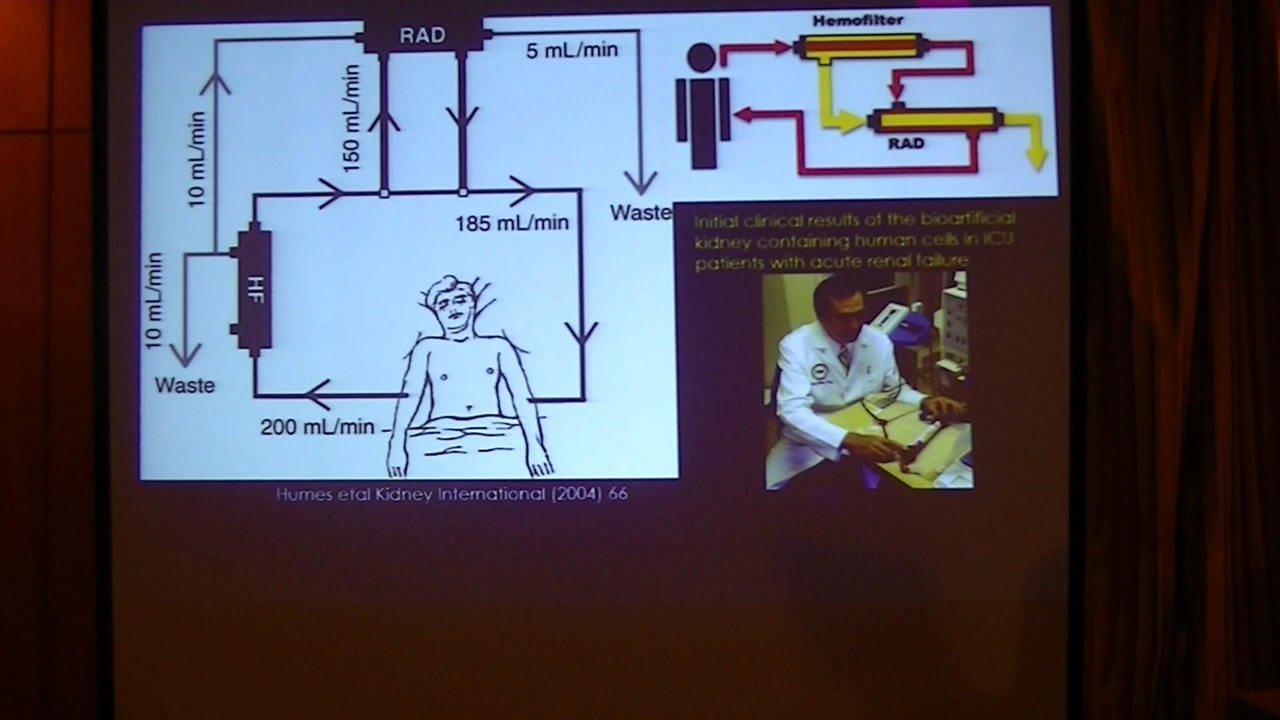 RAD
5 mL/min
150 mL/min
10 mL/min
185 mL/min
Waste
HF
10 mL/min
Waste
200 mL/min
Humes etal Kidney International (2004) 66
Hemofilter
RAD
Initial clinical results of the bioartificial
kidney containing human cells in ICU
patients with acute renal failure